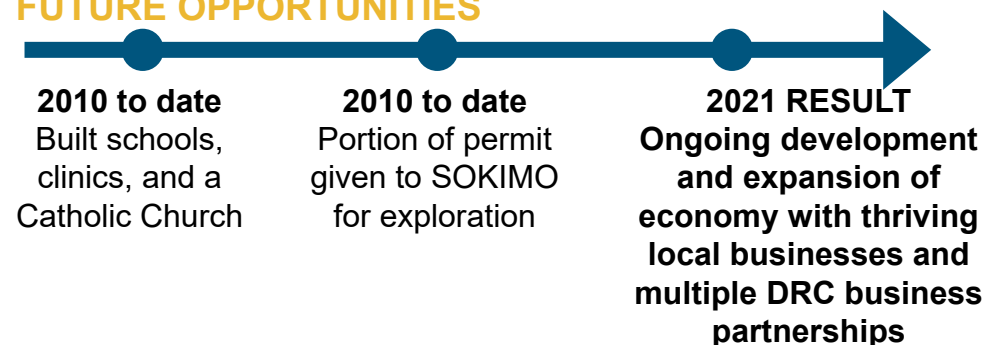 FUTURE OPPORTUNITIES
2010 to date
Built schools,
clinics, and a
Catholic Church
2010 to date
Portion of permit
given to SOKIMO
for exploration
2021 RESULT
Ongoing development
and expansion of
economy with thriving
local businesses and
multiple DRC business
partnerships